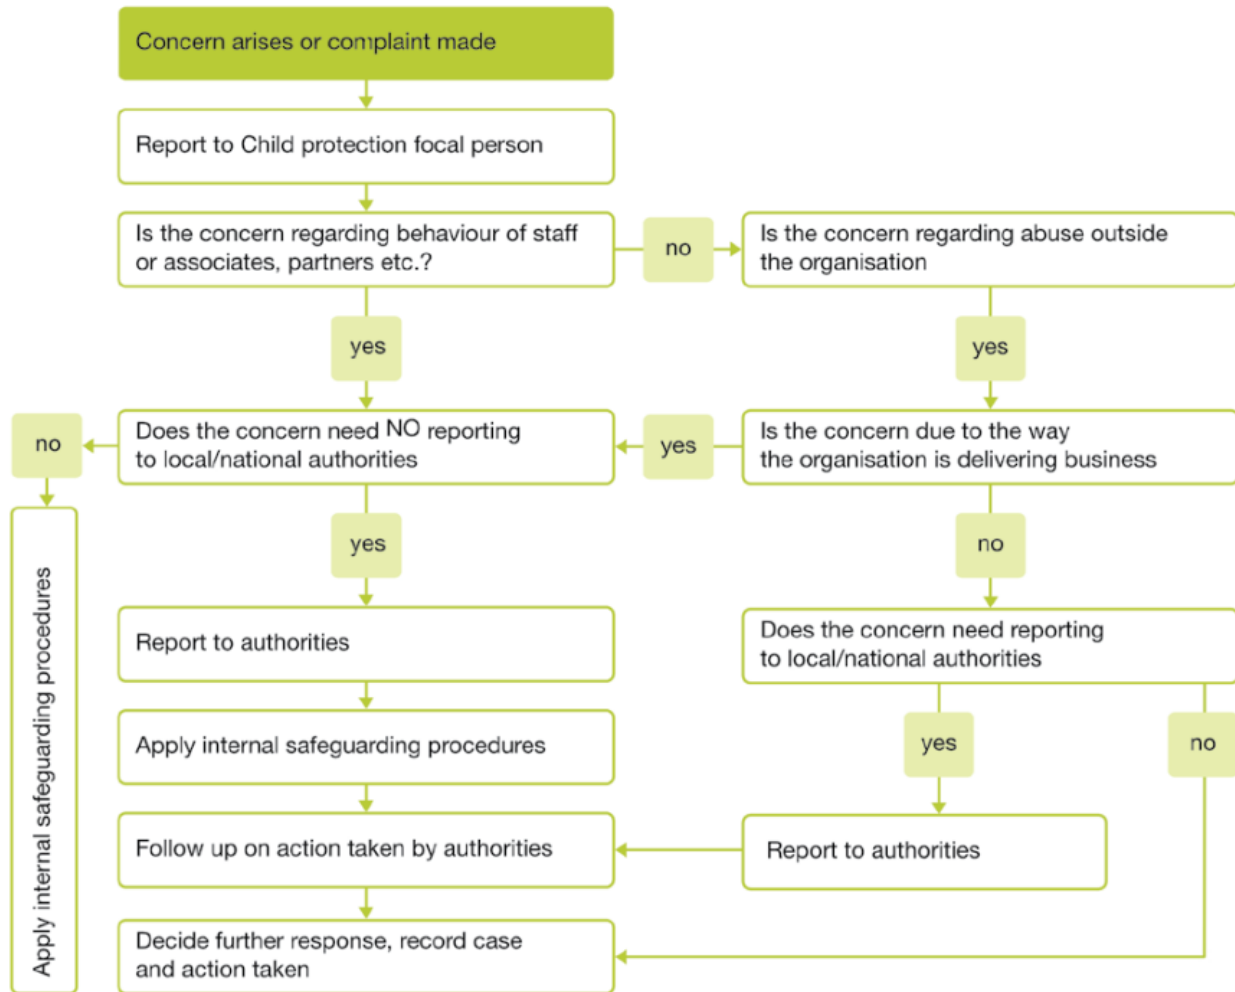 Concern arises or complaint made
Report to Child protection focal person
Is the concern regarding behaviour of staff
or associates, partners etc.?
no
Is the concern regarding abuse outside
the organisation
yes
yes
no
Does the concern need NO reporting
to local/national authorities
yes
Is the concern due to the way
the organisation is delivering business
yes
no
Apply internal safeguarding procedures
Report to authorities
Does the concern need reporting
to local/national authorities
Apply internal safeguarding procedures
yes
no
Follow up on action taken by authorities
Report to authorities
Decide further response, record case
and action taken